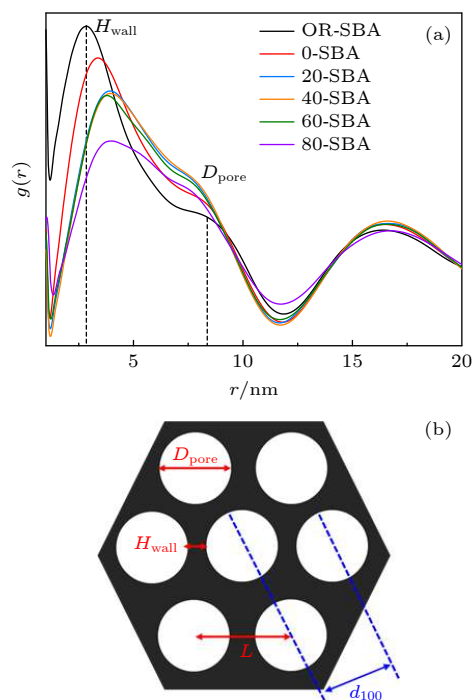 H_wall
(a)
OR-SBA
0-SBA
20-SBA
40-SBA
60-SBA
80-SBA
D_pore
g(r)
5
10
15
20
r/nm
(b)
D_pore
H_wall
L
d_100